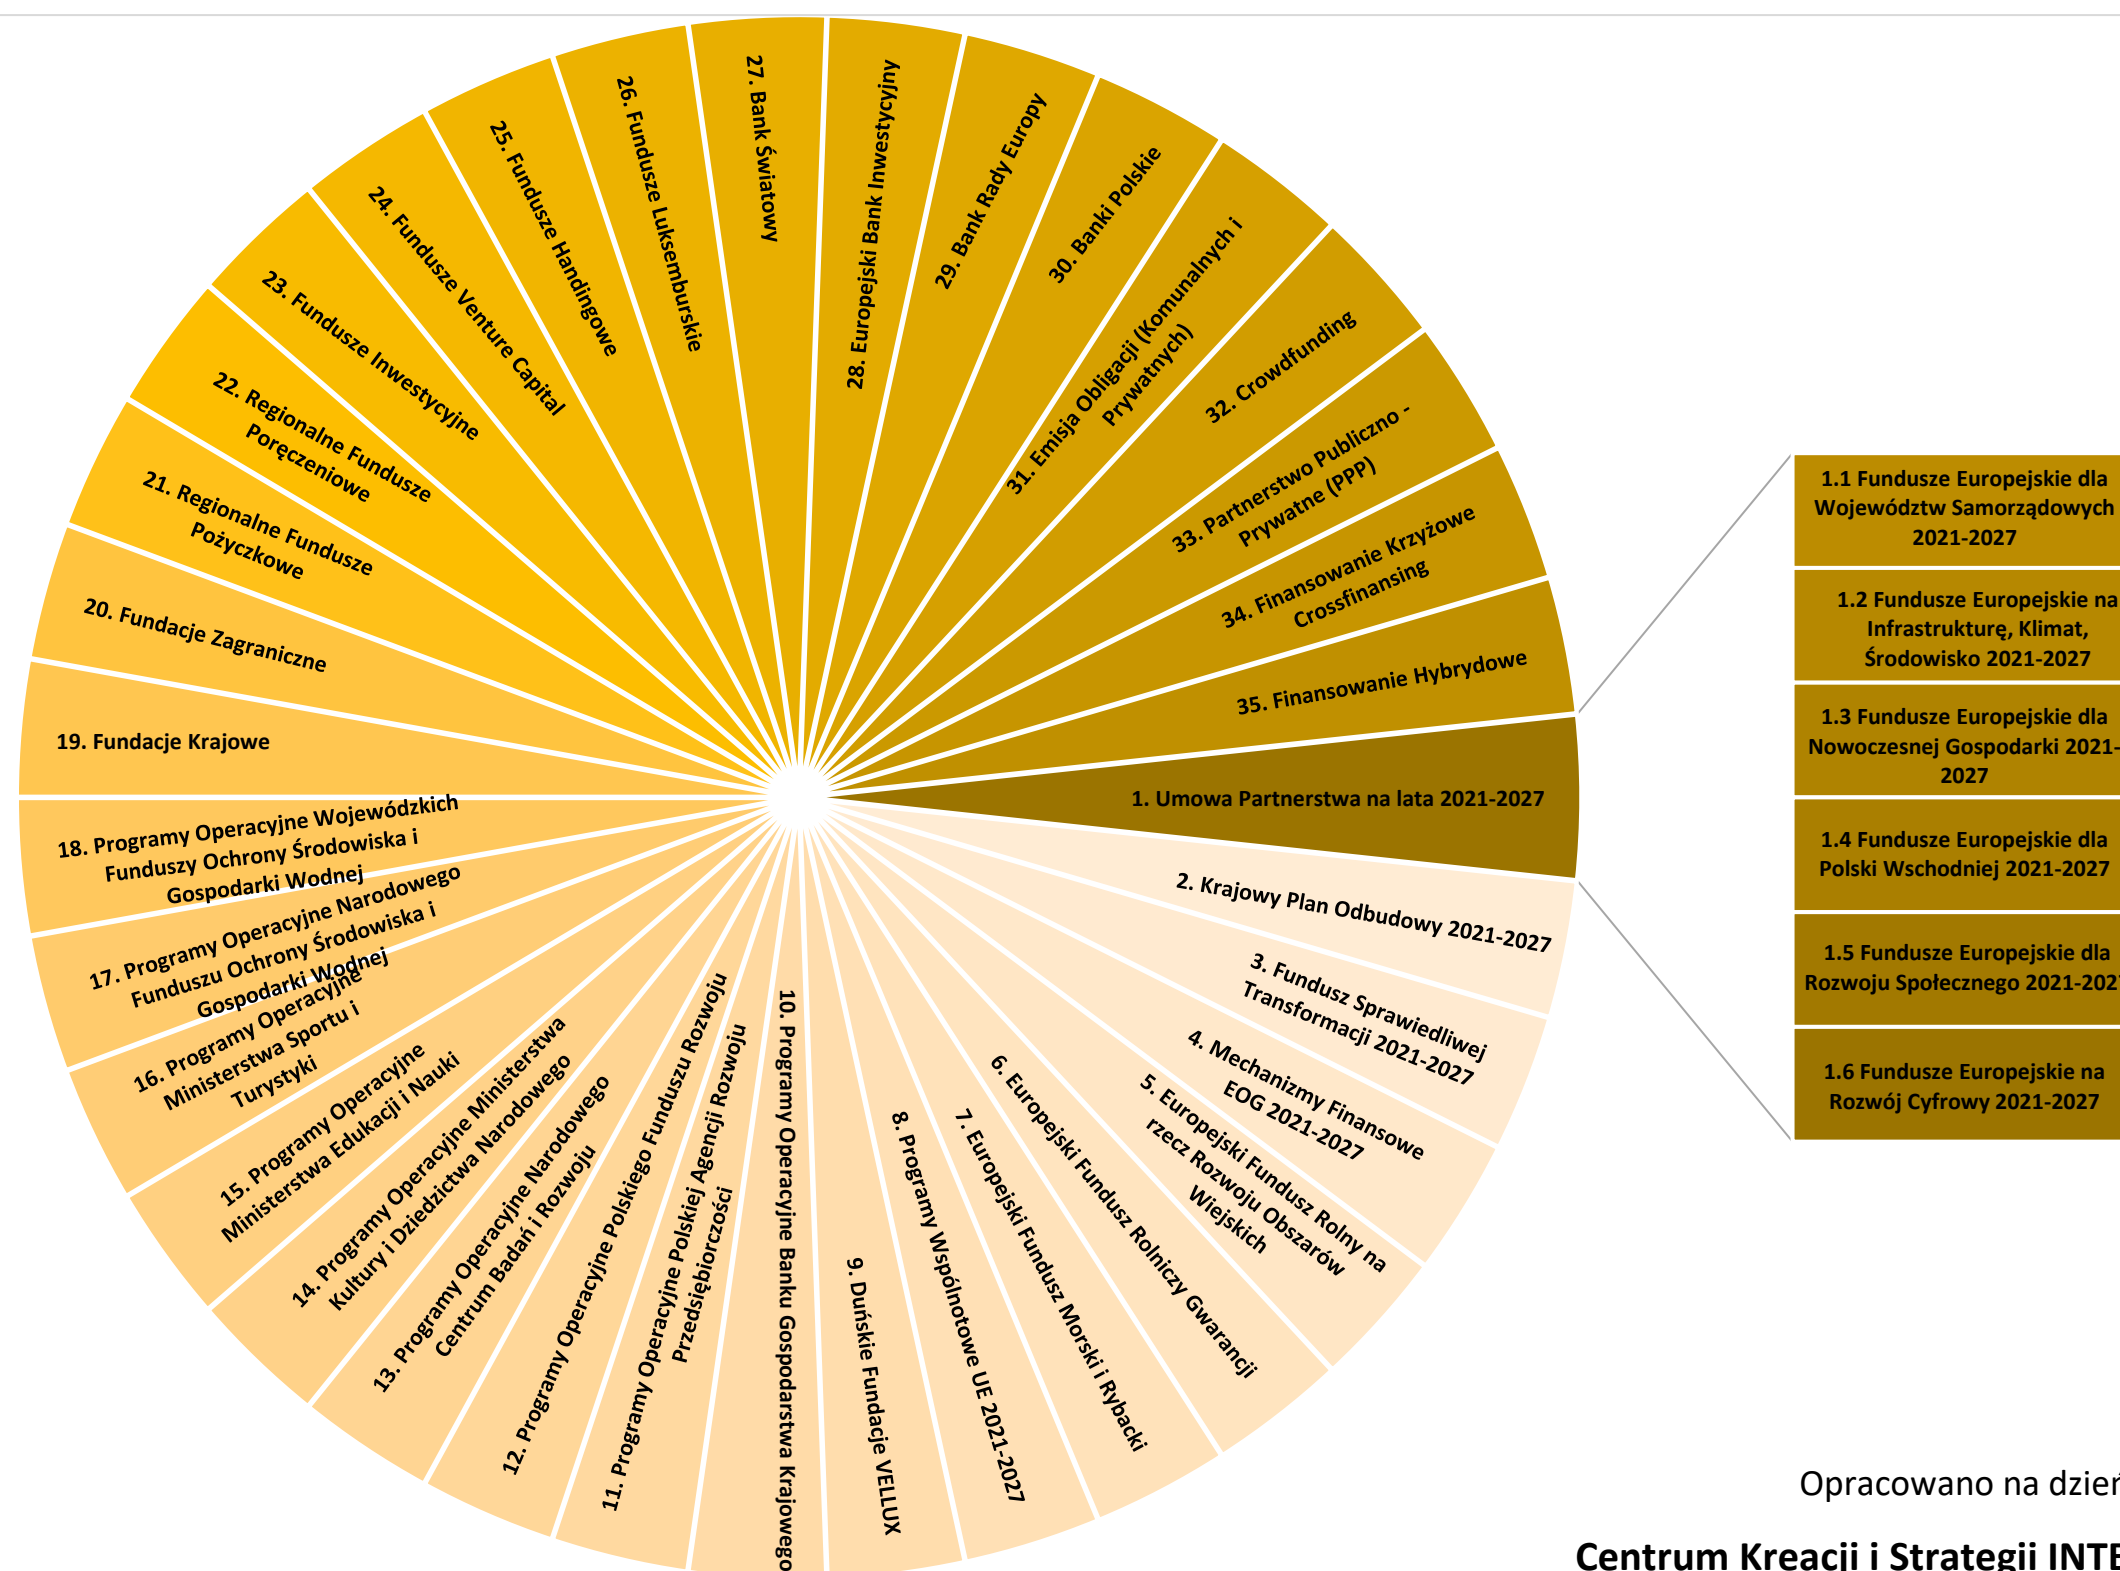 1. Umowa Partnerstwa na lata 2021-2027
2. Krajowy Plan Odbudowy 2021-2027
3. Fundusz Sprawiedliwej
Transformacji 2021-2027
4. Mechanizmy Finansowe
EOG 2021-2027
5. Europejski Fundusz Rolny na
rzecz Rozwoju Obszarów
Wiejskich
6. Europejski Fundusz Rolniczy Gwarancji
7. Europejski Fundusz Morski i Rybacki
8. Programy Wspólnotowe UE 2021-2027
9. Duńskie Fundacje VELLUX
10. Programy Operacyjne Banku Gospodarstwa Krajowego
11. Programy Operacyjne Polskiej Agencji Rozwoju
Przedsiębiorczości
12. Programy Operacyjne Polskiego Funduszu Rozwoju
13. Programy Operacyjne Narodowego
Centrum Badań i Rozwoju
14. Programy Operacyjne Ministerstwa
Kultury i Dziedzictwa Narodowego
15. Programy Operacyjne
Ministerstwa Edukacji i Nauki
16. Programy Operacyjne
Ministerstwa Sportu i
Turystyki
17. Programy Operacyjne Narodowego
Funduszu Ochrony Środowiska i
Gospodarki Wodnej
18. Programy Operacyjne Wojewódzkich
Funduszy Ochrony Środowiska i
Gospodarki Wodnej
19. Fundacje Krajowe
20. Fundacje Zagraniczne
21. Regionalne Fundusze
Pożyczkowe
22. Regionalne Fundusze
Poręczeniowe
23. Fundusze Inwestycyjne
24. Fundusze Venture Capital
25. Fundusze Handingowe
26. Fundusze Luksemburskie
27. Bank Światowy
28. Europejski Bank Inwestycyjny
29. Bank Rady Europy
30. Banki Polskie
31. Emisja Obligacji (Komunalnych i
Prywatnych)
32. Crowdfunding
33. Partnerstwo Publiczno -
Prywatne (PPP)
34. Finansowanie Krzyżowe
Crossfinansing
35. Finansowanie Hybrydowe
1.1 Fundusze Europejskie dla
Województw Samorządowych
2021-2027
1.2 Fundusze Europejskie na
Infrastrukturę, Klimat,
Środowisko 2021-2027
1.3 Fundusze Europejskie dla
Nowoczesnej Gospodarki 2021-
2027
1.4 Fundusze Europejskie dla
Polski Wschodniej 2021-2027
1.5 Fundusze Europejskie dla
Rozwoju Społecznego 2021-2027
1.6 Fundusze Europejskie na
Rozwój Cyfrowy 2021-2027
Opracowano na dzień
Centrum Kreacji i Strategii